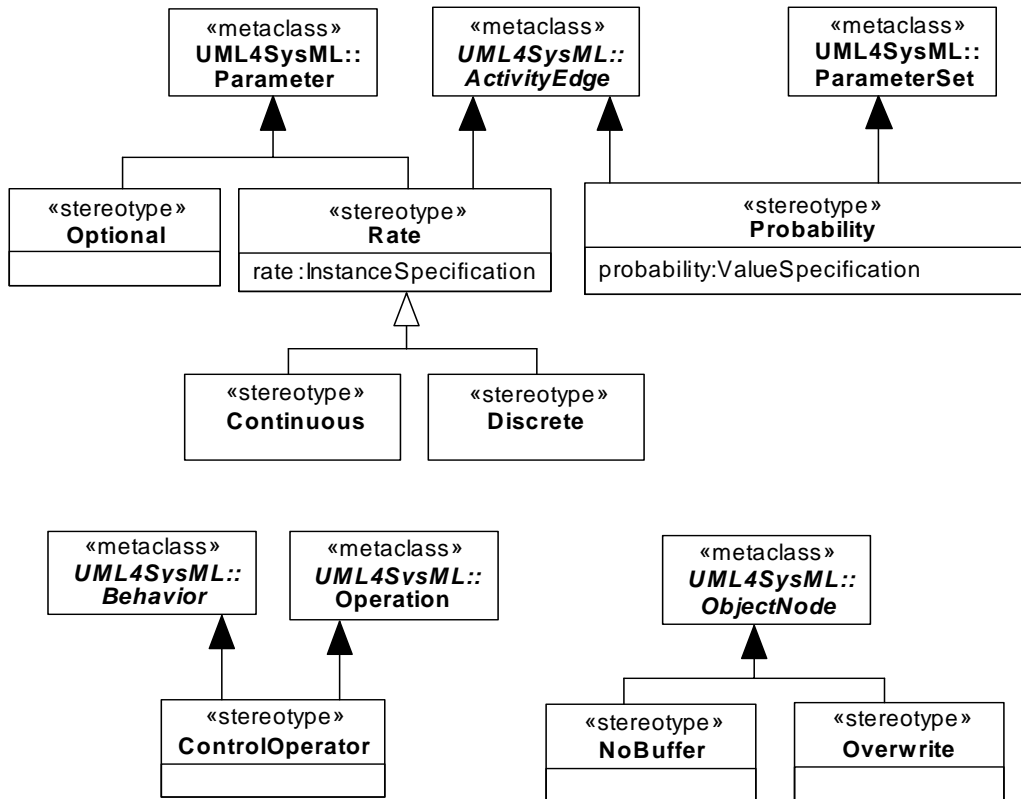 «metaclass»
UML4SysML::
Parameter
«metaclass»
UML4SysML::
ActivityEdge
«metaclass»
UML4SysML::
ParameterSet
«stereotype»
Optional
«stereotype»
Rate
rate :InstanceSpecification
«stereotype»
Probability
probability:ValueSpecification
«stereotype»
Continuous
«stereotype»
Discrete
«metaclass»
UML4SysML::
Behavior
«metaclass»
UML4SysML::
Operation
«metaclass»
UML4SysML::
ObjectNode
«stereotype»
ControlOperator
«stereotype»
NoBuffer
«stereotype»
Overwrite